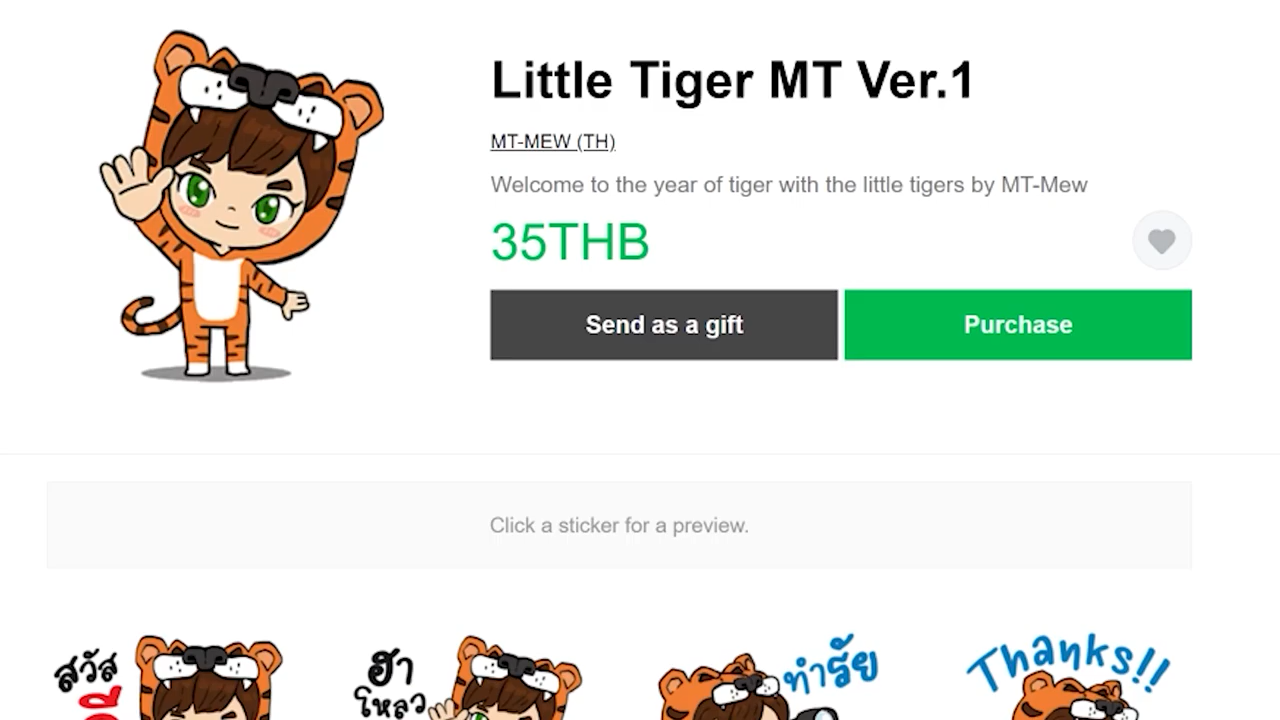 Little Tiger MT Ver.1
MT-MEW (TH)
Welcome to the year of tiger with the little tigers by MT-Mew
35THB
Send as a gift
Purchase
Click a sticker for a preview.
สวัส
ดี
ฮา
โหลว
ทำรัย
Thanks!!